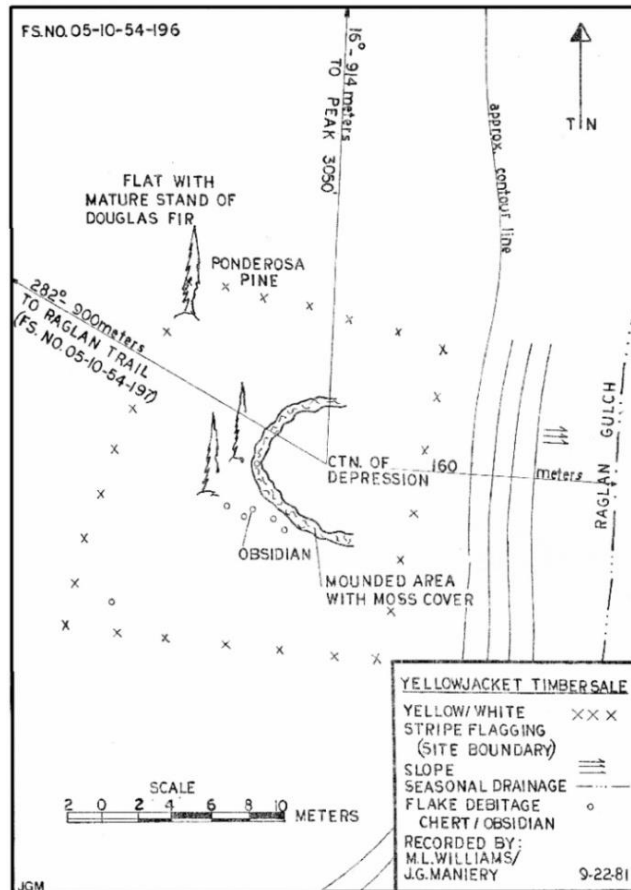 FS.NO.05-10-54-196
15°- 914 meters
TO PEAK 3050'
approx. contour line
TN
FLAT WITH
MATURE STAND OF
DOUGLAS FIR
PONDEROSA
PINE
282°- 900meters
TO RAGLAN TRAIL
(FS. NO. 05-10-54-197)
CTN. OF
DEPRESSION
160 meters
RAGLAN GULCH
OBSIDIAN
MOUNDED AREA
WITH MOSS COVER
YELLOWJACKET TIMBERSALE
YELLOW/WHITE XXX
STRIPE FLAGGING
(SITE BOUNDARY)
SLOPE
SEASONAL DRAINAGE
FLAKE DEBITAGE
CHERT/OBSIDIAN
RECORDED BY:
M.L.WILLIAMS/
J.G.MANIERY 9-22-81
SCALE
2 0 2 4 6 8 10
METERS
JGM